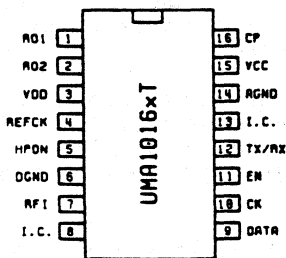 RO1 1 16 CP
RO2 2 15 VCC
VDD 3 14 AGND
REFCK 4 13 I.C.
HPDN 5 12 TX/RX
DGND 6 11 EN
RFI 7 10 CK
I.C. 8 9 DATA
UMA1016xT